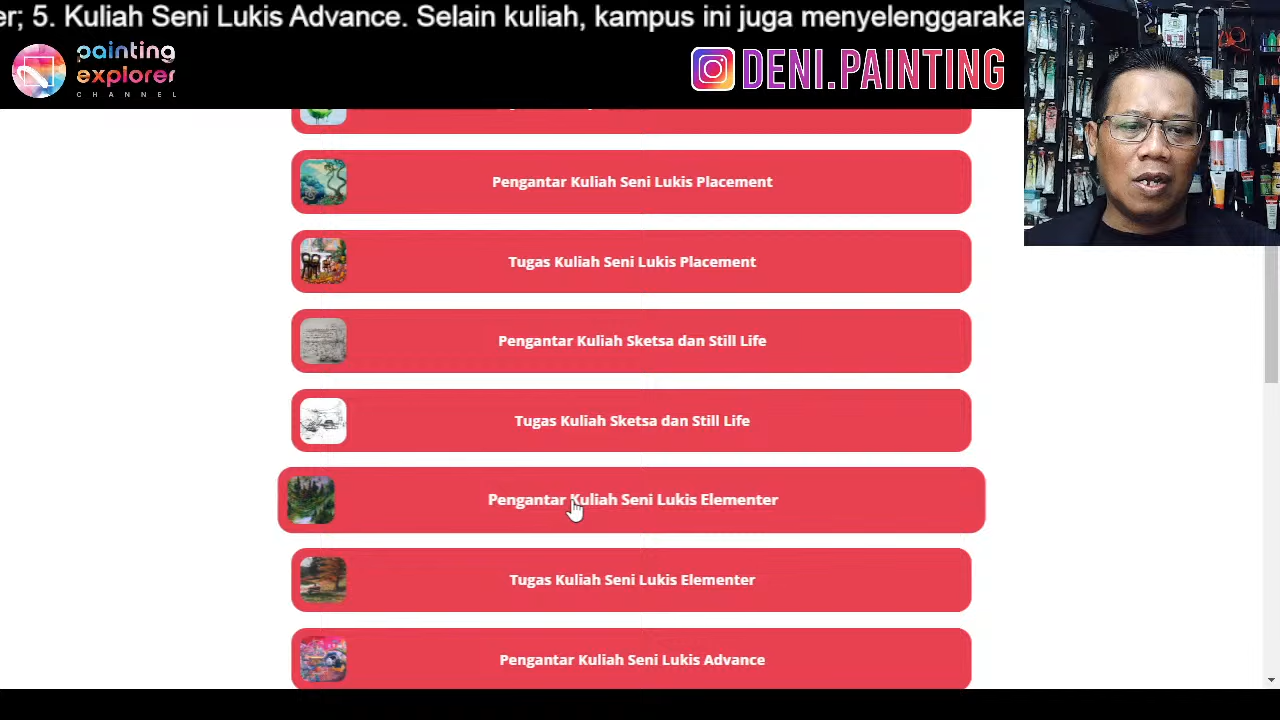 er; 5. Kuliah Seni Lukis Advance. Selain kuliah, kampus ini juga menyelenggaraka
painting
explorer
CHANNEL
DENI.PAINTING
Pengantar Kuliah Seni Lukis Placement
Tugas Kuliah Seni Lukis Placement
Pengantar Kuliah Sketsa dan Still Life
Tugas Kuliah Sketsa dan Still Life
Pengantar Kuliah Seni Lukis Elementer
Tugas Kuliah Seni Lukis Elementer
Pengantar Kuliah Seni Lukis Advance